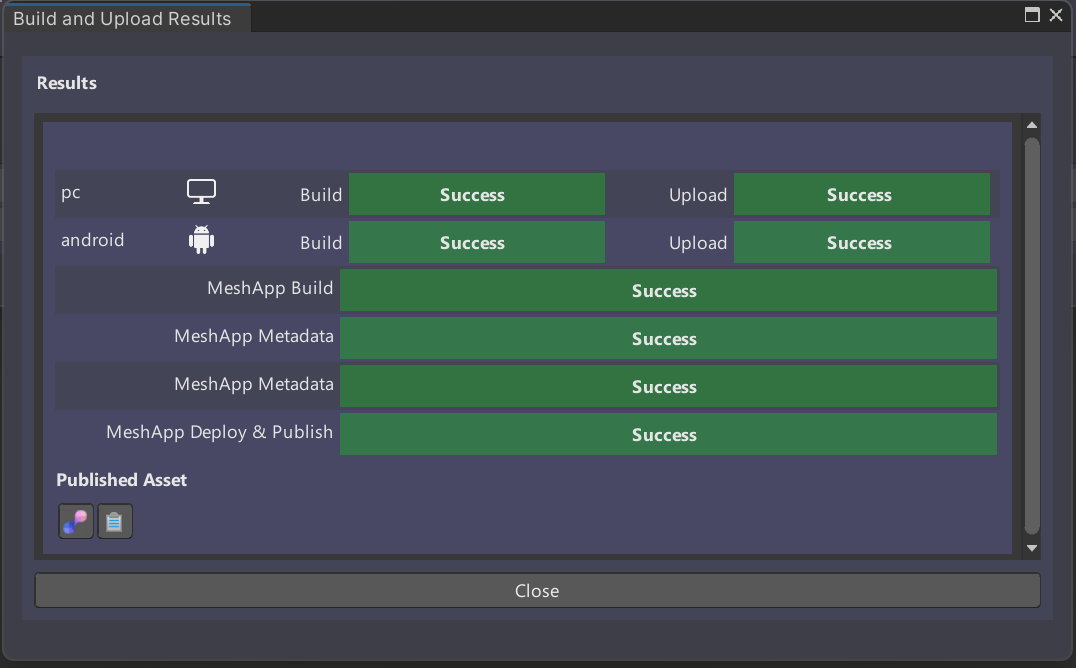 Build and Upload Results
Results
pc Build Success Upload Success
android Build Success Upload Success
MeshApp Build Success
MeshApp Metadata Success
MeshApp Metadata Success
MeshApp Deploy & Publish Success
Published Asset
Close